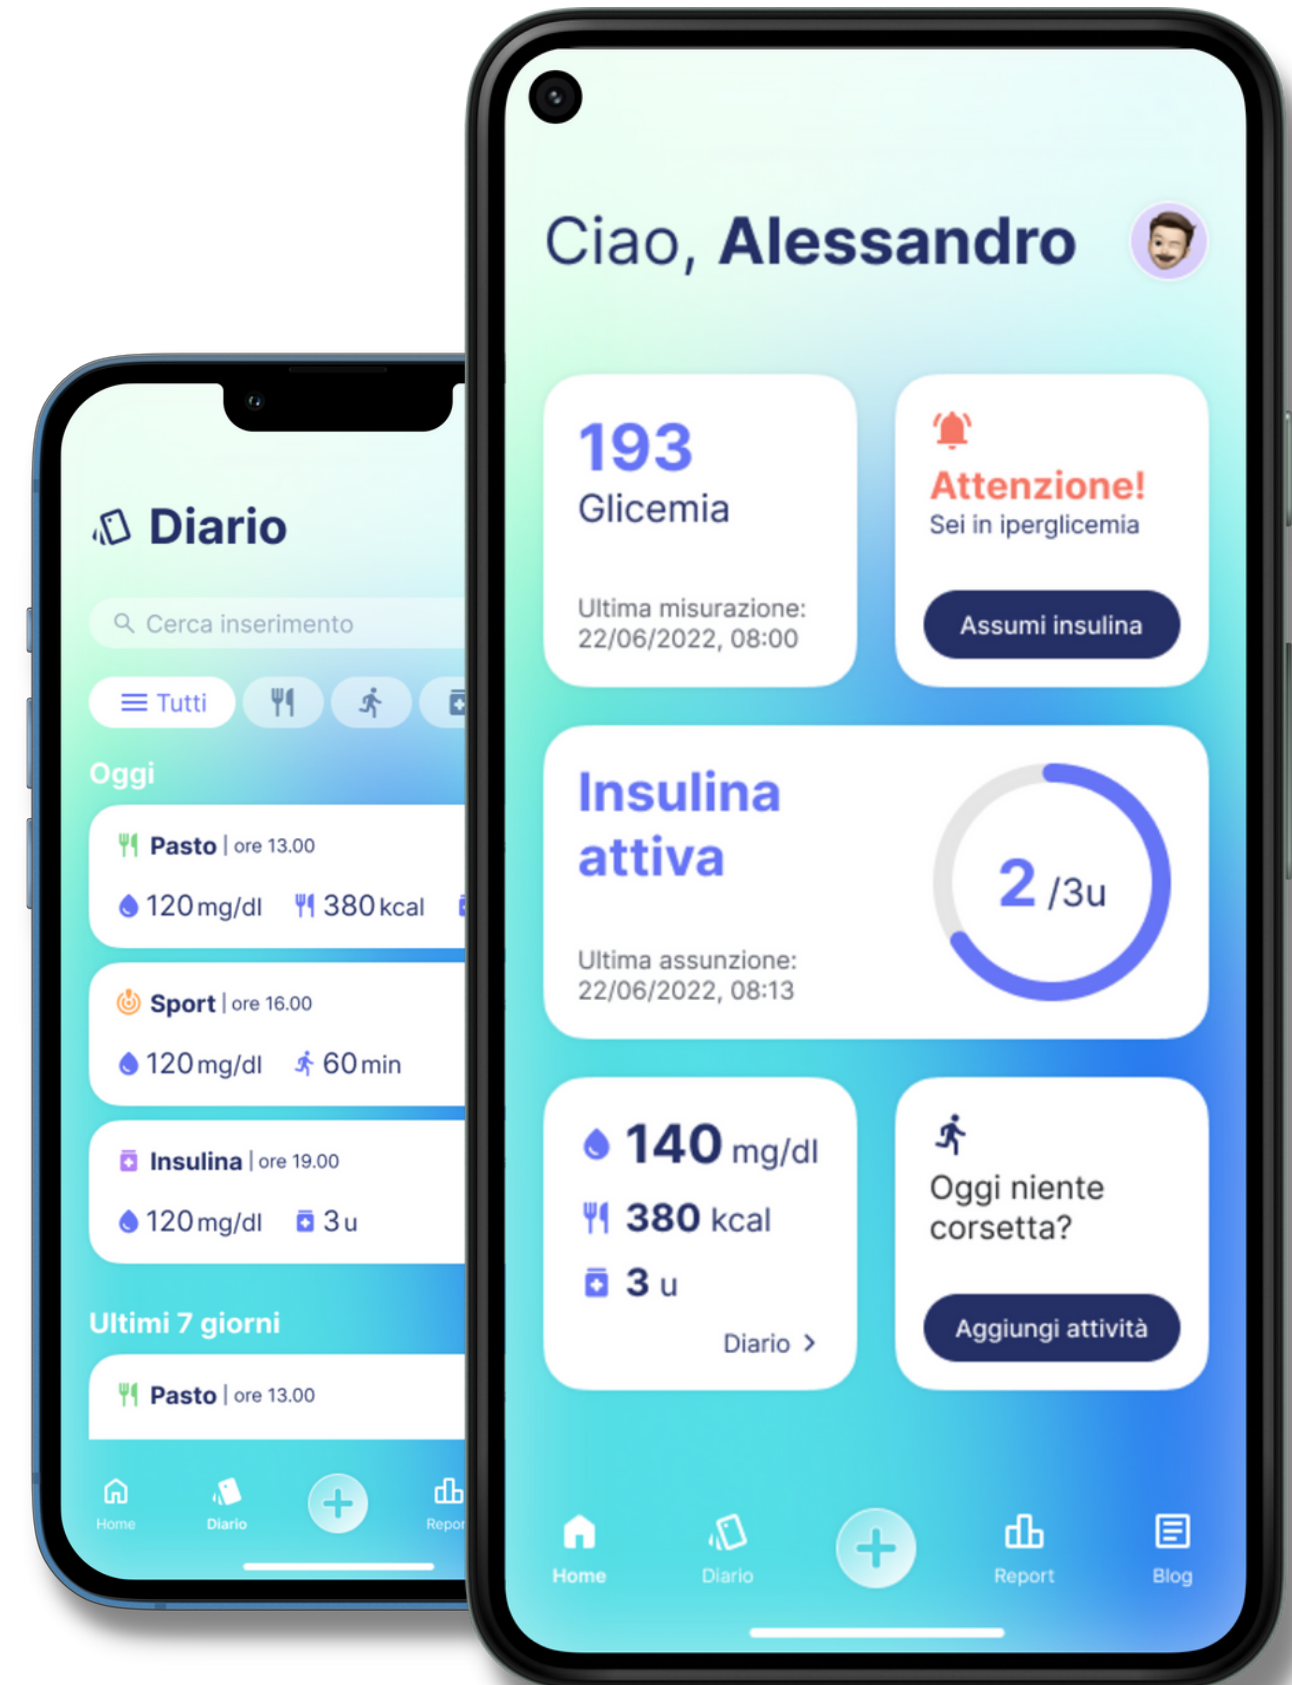 Diario
Cerca inserimento
Tutti
Oggi
Pasto | ore 13.00
120 mg/dl 380 kcal
Sport | ore 16.00
120 mg/dl 60 min
Insulina | ore 19.00
120 mg/dl 3 u
Ultimi 7 giorni
Pasto | ore 13.00
Home Diario Repor
Ciao, Alessandro
193
Glicemia
Ultima misurazione:
22/06/2022, 08:00
Attenzione!
Sei in iperglicemia
Assumi insulina
Insulina
attiva
Ultima assunzione:
22/06/2022, 08:13
2 /3u
140 mg/dl
380 kcal
3 u
Diario >
Oggi niente
corsetta?
Aggiungi attività
Home Diario Report Blog